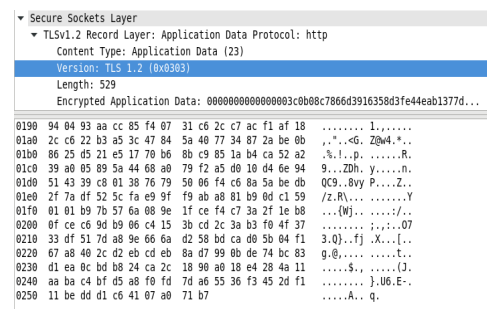 Secure Sockets Layer
TLSv1.2 Record Layer: Application Data Protocol: http
Content Type: Application Data (23)
Version: TLS 1.2 (0x0303)
Length: 529
Encrypted Application Data: 0000000000000003c0b08c7866d3916358d3fe44eab1377d...
0190 94 04 93 aa cc 85 f4 07 31 c6 2c c7 ac f1 af 18 ........ 1.,.....
01a0 2c c6 22 b3 a5 3c 47 84 5a 40 77 34 87 2a be 0b ,."..<G. Z@w4.*..
01b0 86 25 d5 21 e5 17 70 b6 8b c9 85 1a b4 ca 52 a2 .%.!..p. ......R.
01c0 39 a0 05 89 5a 44 68 a0 79 f2 a5 d0 10 d4 6e 94 9...ZDh. y.....n.
01d0 51 43 39 c8 01 38 76 79 50 06 f4 c6 8a 5a be db QC9..8vy P....Z..
01e0 2f 7a df 52 5c fa e9 9f f9 ab a8 81 b9 0d c1 59 /z.R\... .......Y
01f0 01 01 b9 7b 57 6a 08 9e 1f ce f4 c7 3a 2f 1e b8 ...{Wj.. ....:/..
0200 0f ce c6 9d b9 06 c4 15 3b cd 2c 3a b3 f0 4f 37 ........ ;.,:..O7
0210 33 df 51 7d a8 9e 66 6a d2 58 bd ca d0 5b 04 f1 3.Q}..fj .X...[..
0220 67 a8 40 2c d2 eb cd eb 8a d7 99 0b de 74 bc 83 g.@,.... .....t..
0230 d1 ea 0c bd b8 24 ca 2c 18 90 a0 18 e4 28 4a 11 .....$., .....(J.
0240 aa ba c4 bf d5 a8 f0 fd 7d a6 55 36 f3 45 2d f1 ........ }.U6.E-.
0250 11 be dd d1 c6 41 07 a0 71 b7 .....A.. q.